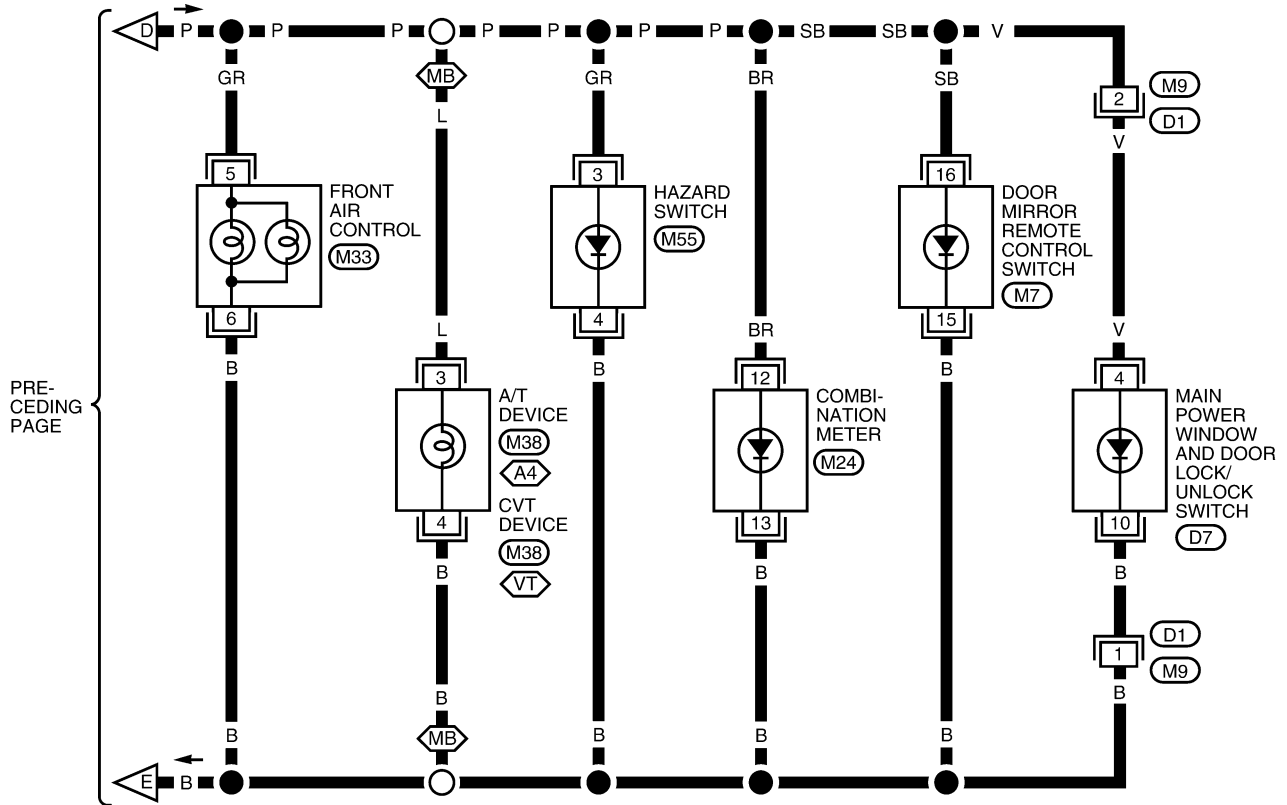 D P P P P P P SB SB V
GR MB GR BR SB
L
2 M9
D1
V
5
FRONT
AIR
CONTROL
M33
6
B
3
HAZARD
SWITCH
M55
4
B
16
DOOR
MIRROR
REMOTE
CONTROL
SWITCH
M7
15
B
L BR V
PRE-
CEDING
PAGE
3
A/T
DEVICE
M38
A4
CVT
DEVICE
M38
VT
4
B
12
COMBI-
NATION
METER
M24
13
B
4
MAIN
POWER
WINDOW
AND DOOR
LOCK/
UNLOCK
SWITCH
D7
10
B
1 D1
M9
B B
B MB B B B
E B